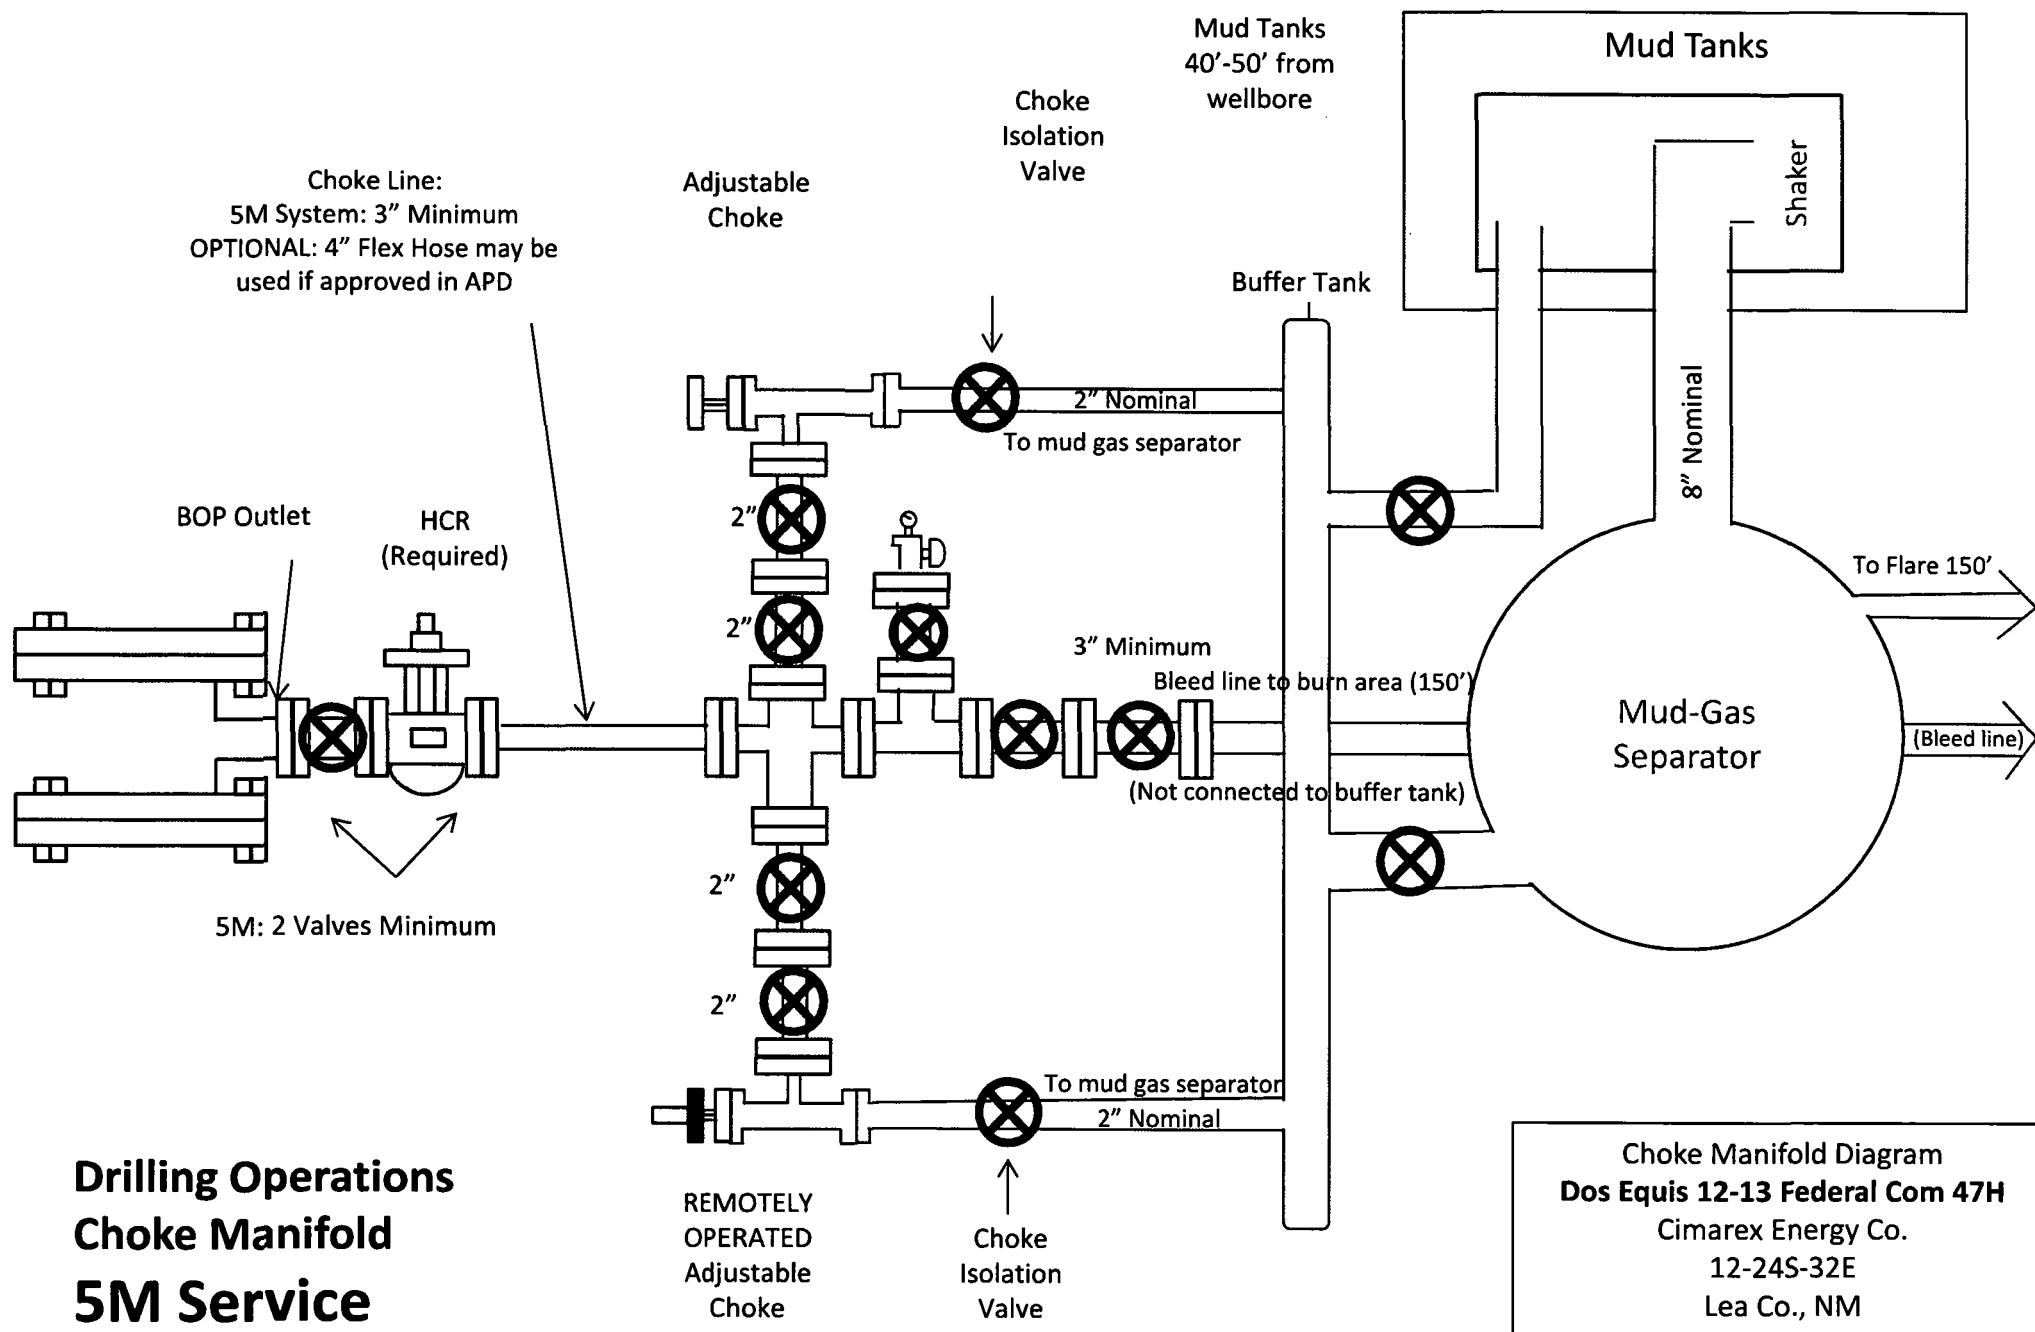 Mud Tanks
40'-50' from
wellbore
Mud Tanks
Shaker
Choke
Isolation
Valve
Choke Line:
5M System: 3" Minimum
OPTIONAL: 4" Flex Hose may be
used if approved in APD
Adjustable
Choke
Buffer Tank
2" Nominal
To mud gas separator
8" Nominal
BOP Outlet
HCR
(Required)
2"
2"
To Flare 150'
3" Minimum
Bleed line to burn area (150')
Mud-Gas
Separator
(Bleed line)
(Not connected to buffer tank)
5M: 2 Valves Minimum
2"
2"
To mud gas separator
2" Nominal
REMOTELY
OPERATED
Adjustable
Choke
Choke
Isolation
Valve
Drilling Operations
Choke Manifold
5M Service
Choke Manifold Diagram
Dos Equis 12-13 Federal Com 47H
Cimarex Energy Co.
12-24S-32E
Lea Co., NM